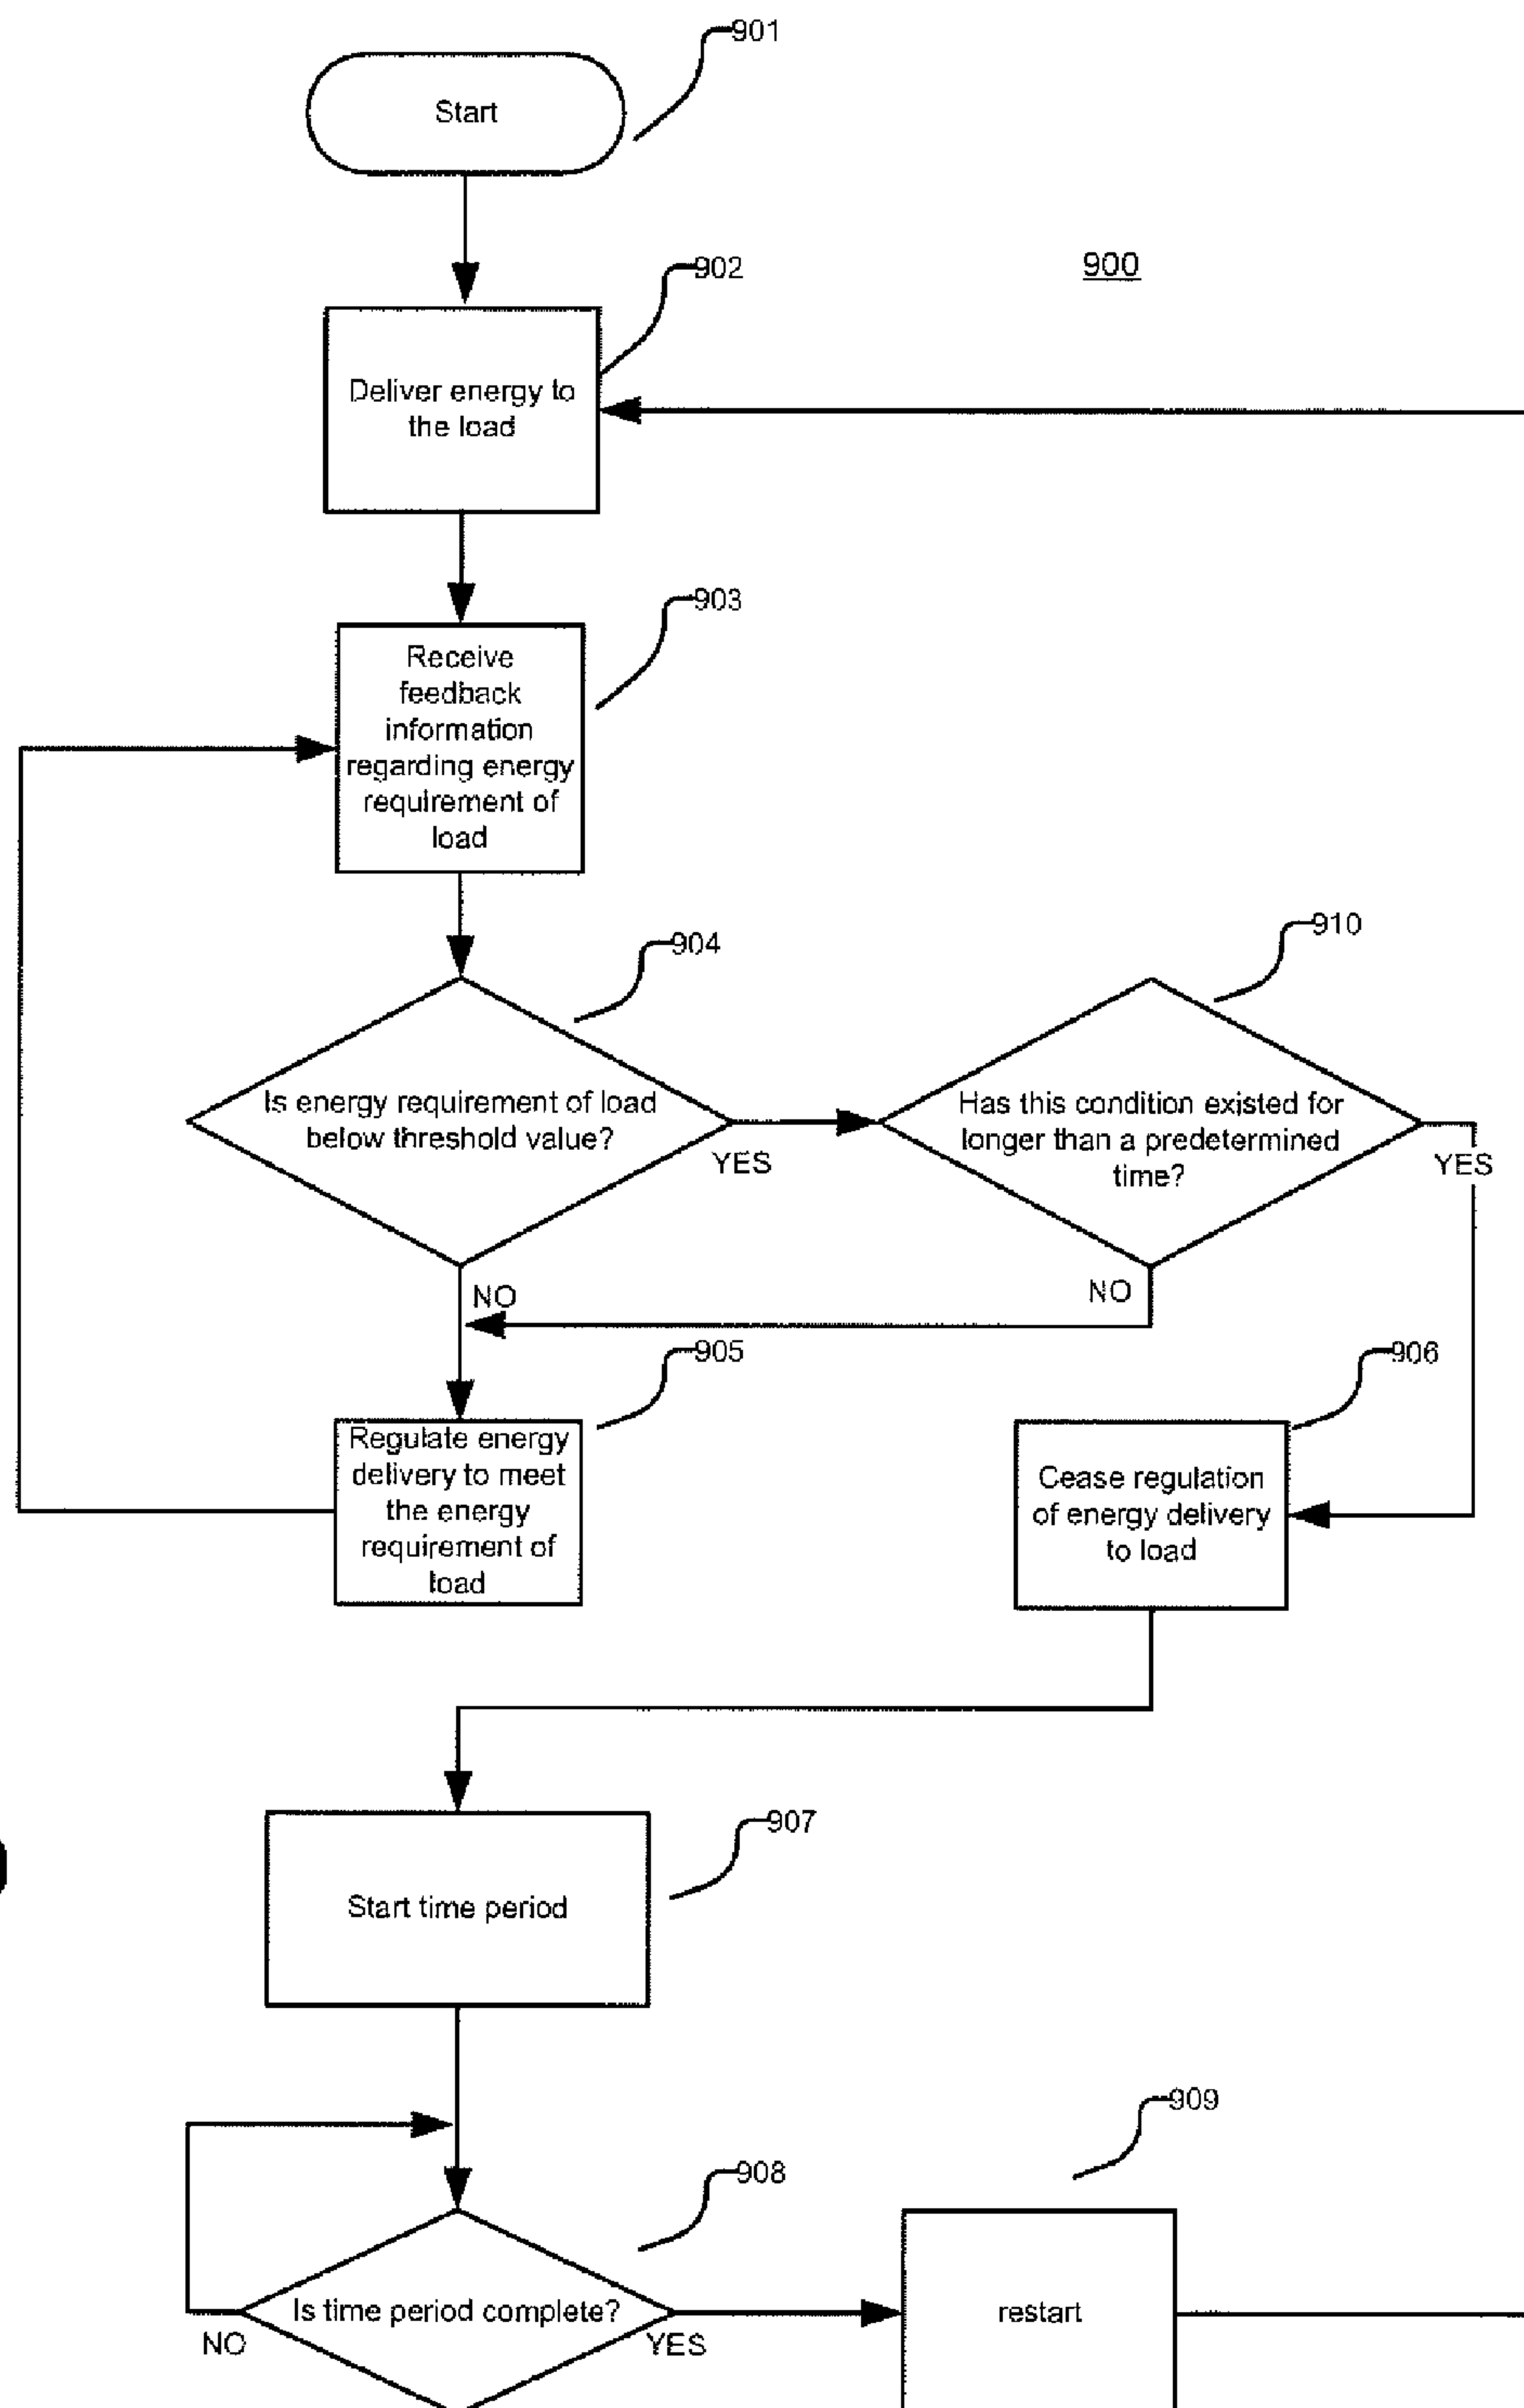 901
Start
902
900
Deliver energy to
the load
903
Receive
feedback
information
regarding energy
requirement of
load
904
910
Is energy requirement of load
below threshold value?
YES
Has this condition existed for
longer than a predetermined
time?
YES
NO
NO
905
906
Regulate energy
delivery to meet
the energy
requirement of
load
Cease regulation
of energy delivery
to load
907
Start time period
909
908
Is time period complete?
NO
YES
restart